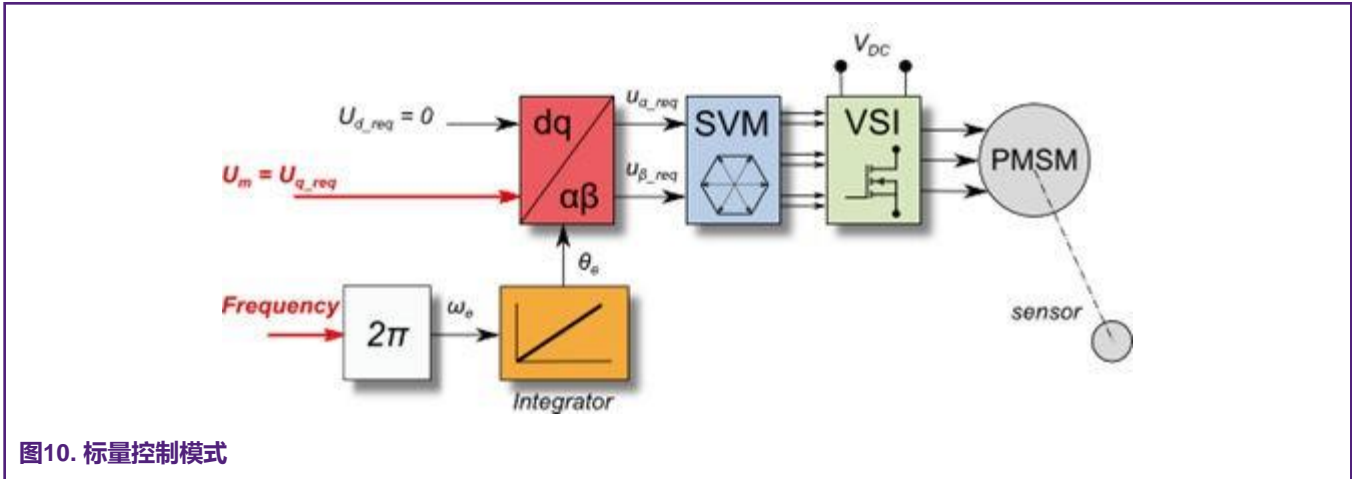 V_DC
U_d_req = 0
dq
αβ
u_α_req
u_β_req
SVM
VSI
PMSM
U_m = U_q_req
θ_e
Frequency
2π
ω_e
Integrator
sensor
图10. 标量控制模式